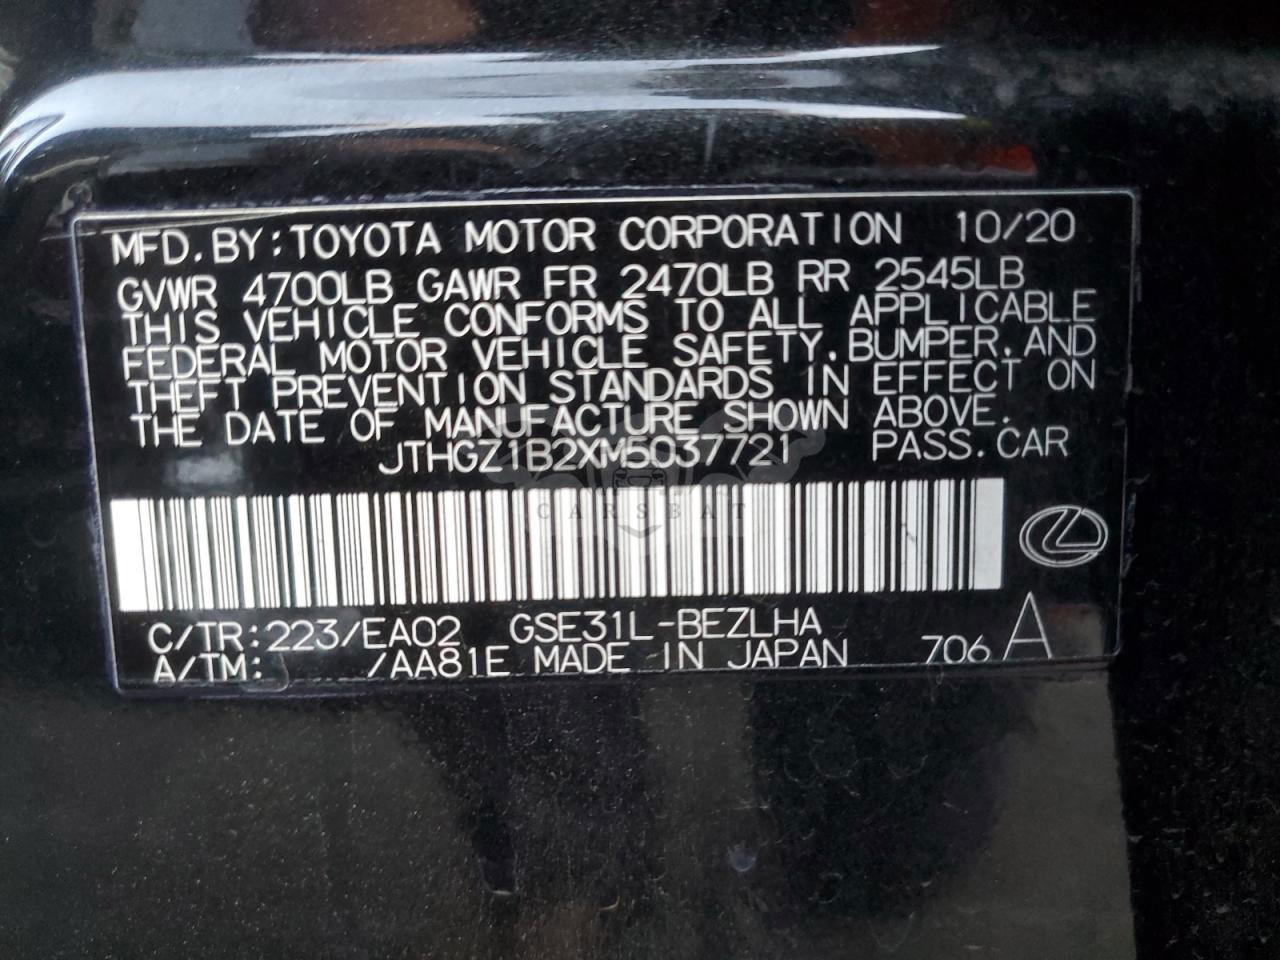 MFD.BY:TOYOTA MOTOR CORPORATION 10/20
GVWR 4700LB GAWR FR 2470LB RR 2545LB
THIS VEHICLE CONFORMS TO ALL APPLICABLE
FEDERAL MOTOR VEHICLE SAFETY,BUMPER,AND
THEFT PREVENTION STANDARDS IN EFFECT ON
THE DATE OF MANUFACTURE SHOWN ABOVE.
JTHGZ1B2XM5037721 PASS.CAR
CARSBAT
C/TR:223/EA02 GSE31L-BEZLHA
A/TM: /AA81E MADE IN JAPAN 706 A